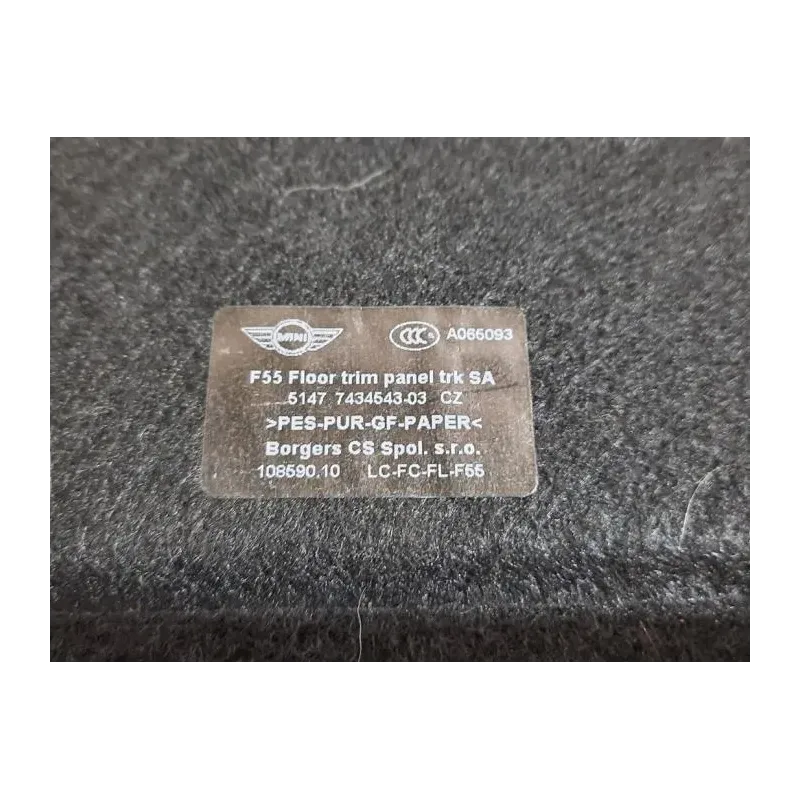 MINI CCC S A066093
F55 Floor trim panel trk SA
5147 7434543-03 CZ
>PES-PUR-GF-PAPER<
Borgers CS Spol. s.r.o.
108590.10 LC-FC-FL-F55